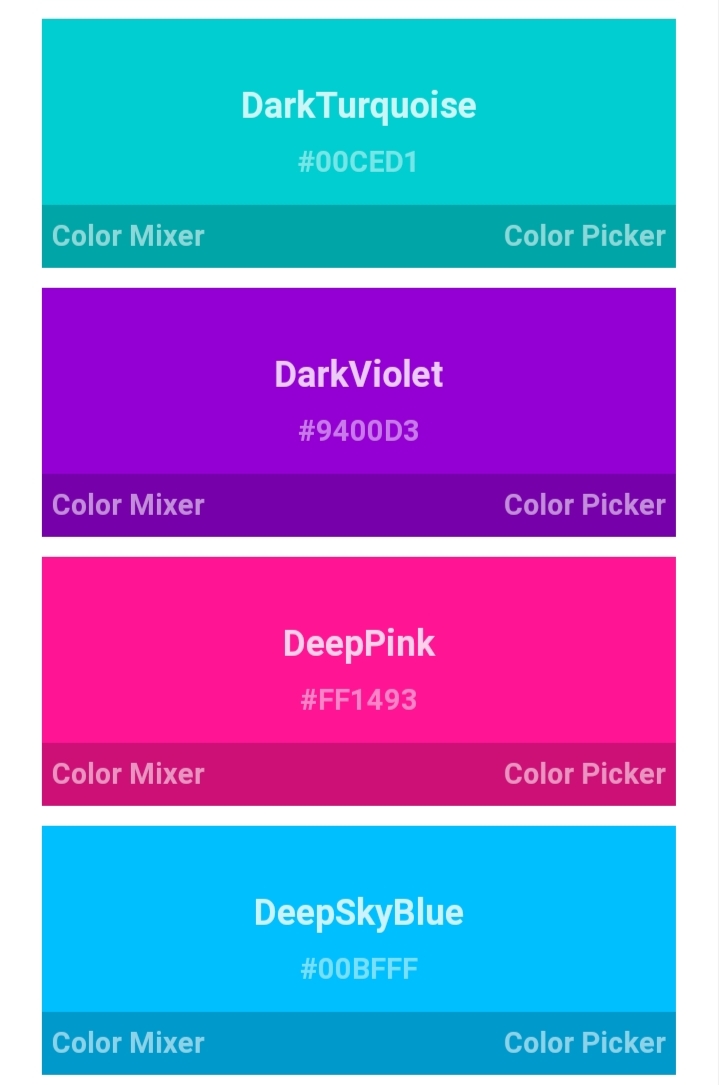 DarkTurquoise
#00CED1
Color Mixer Color Picker
DarkViolet
#9400D3
Color Mixer Color Picker
DeepPink
#FF1493
Color Mixer Color Picker
DeepSkyBlue
#00BFFF
Color Mixer Color Picker